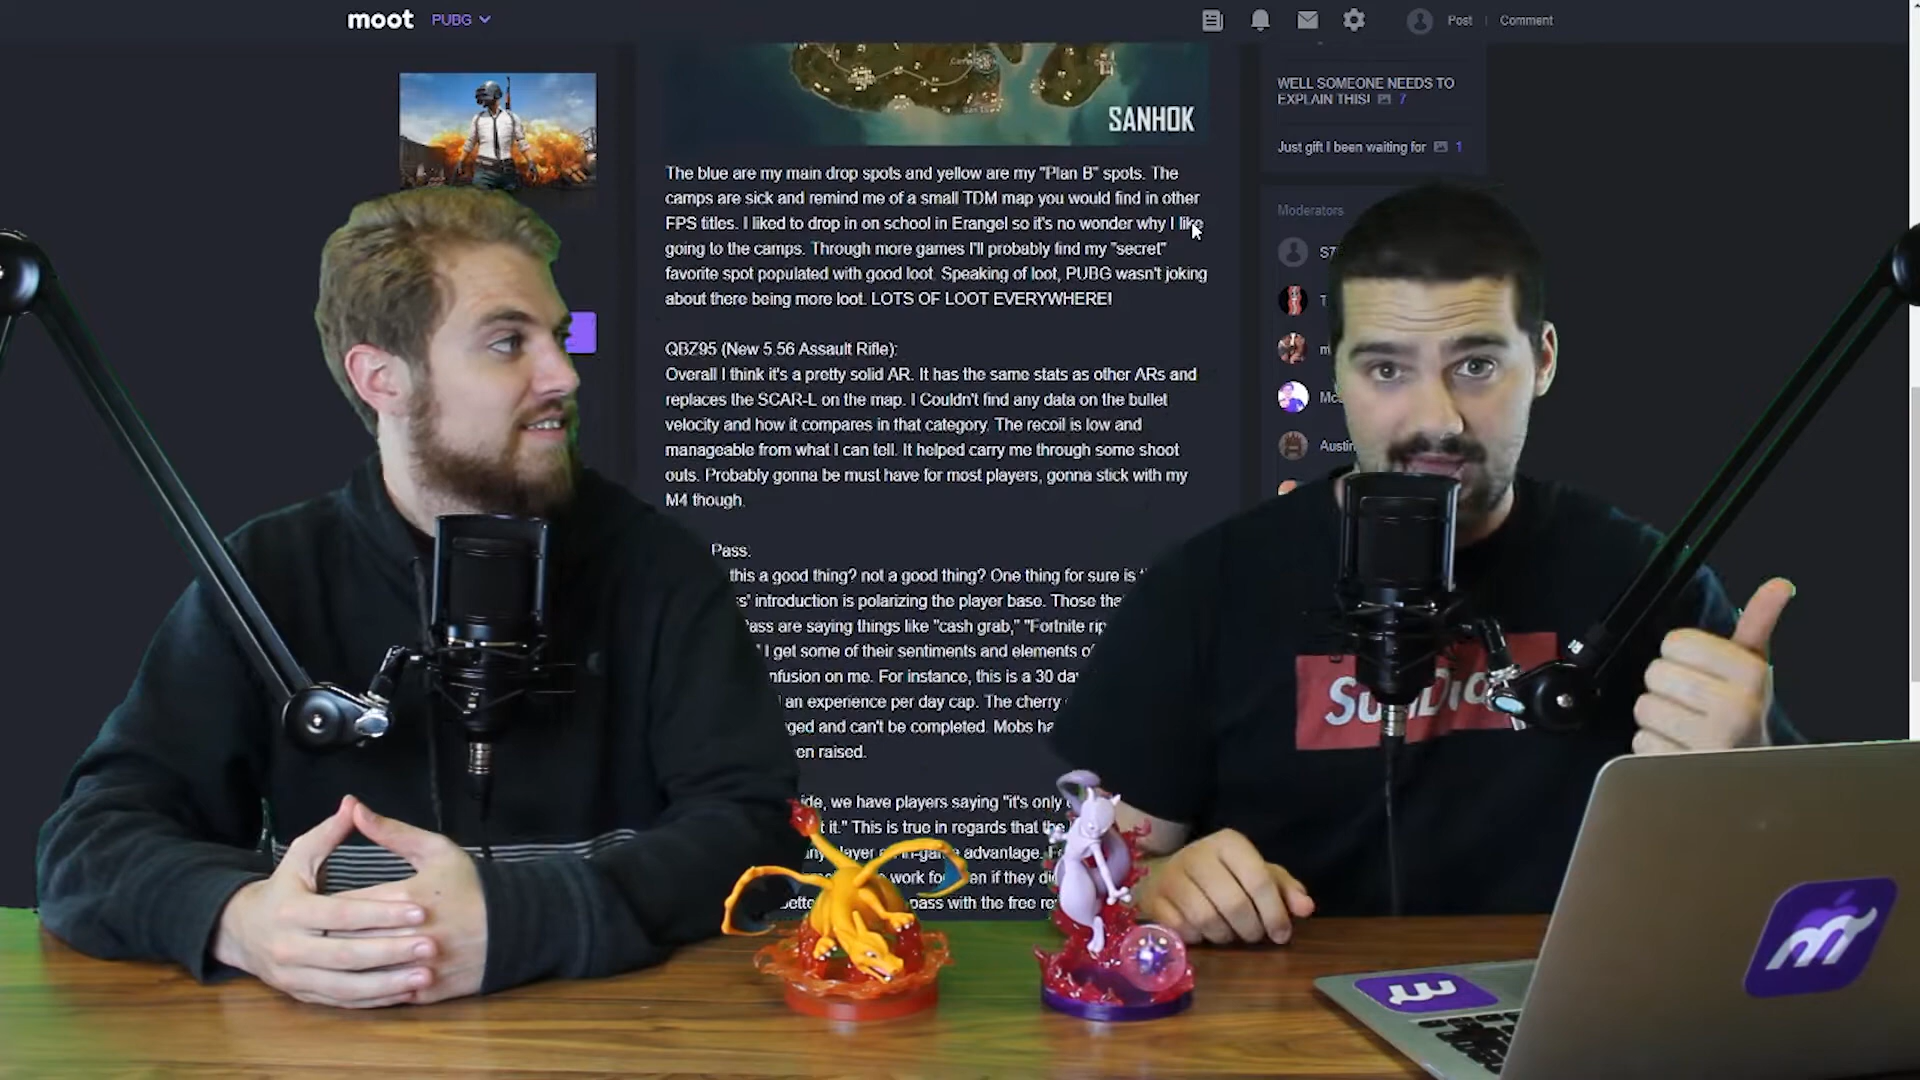 moot PUBG
Post | Comment
SANHOK
WELL SOMEONE NEEDS TO
EXPLAIN THIS! 7
Just gift I been waiting for 1
Moderators
The blue are my main drop spots and yellow are my "Plan B" spots. The
camps are sick and remind me of a small TDM map you would find in other
FPS titles. I liked to drop in on school in Erangel so it's no wonder why I like
going to the camps. Through more games I'll probably find my "secret"
favorite spot populated with good loot. Speaking of loot, PUBG wasn't joking
about there being more loot. LOTS OF LOOT EVERYWHERE!
QBZ95 (New 5.56 Assault Rifle):
Overall I think it's a pretty solid AR. It has the same stats as other ARs and
replaces the SCAR-L on the map. I Couldn't find any data on the bullet
velocity and how it compares in that category. The recoil is low and
manageable from what I can tell. It helped carry me through some shoot
outs. Probably gonna be must have for most players, gonna stick with my
M4 though.
Pass:
this a good thing? not a good thing? One thing for sure is
introduction is polarizing the player base. Those
are saying things like "cash grab," "Fortnite
I get some of their sentiments and elements
on me. For instance, this is a 30
an experience per day cap. The cherry
and can't be completed. Mobs
raised.
we have players saying "it's only
it." This is true in regards that the
advantage.
work if they
pass with the free
Austin